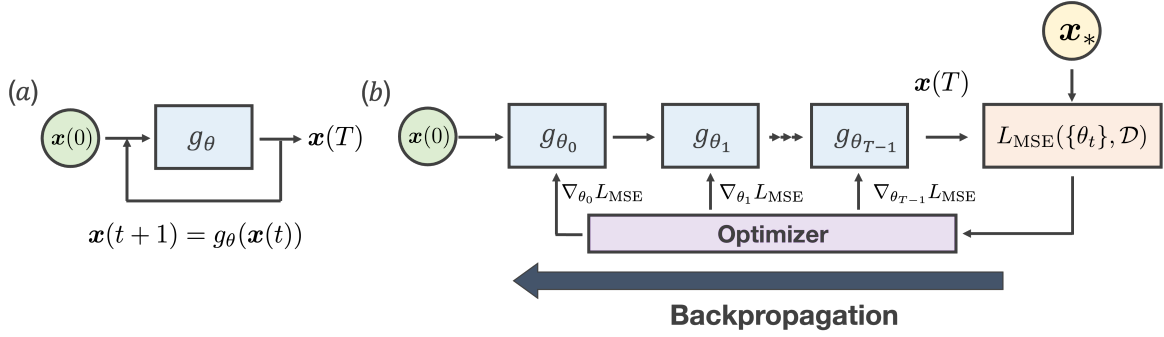 (a)
x(0)
g_θ
x(T)
x(t + 1) = g_θ(x(t))
(b)
x(0)
g_{θ_0}
g_{θ_1}
g_{θ_{T−1}}
x(T)
x_*
L_MSE({θ_t}, 𝒟)
∇_{θ_0} L_MSE
∇_{θ_1} L_MSE
∇_{θ_{T−1}} L_MSE
Optimizer
Backpropagation